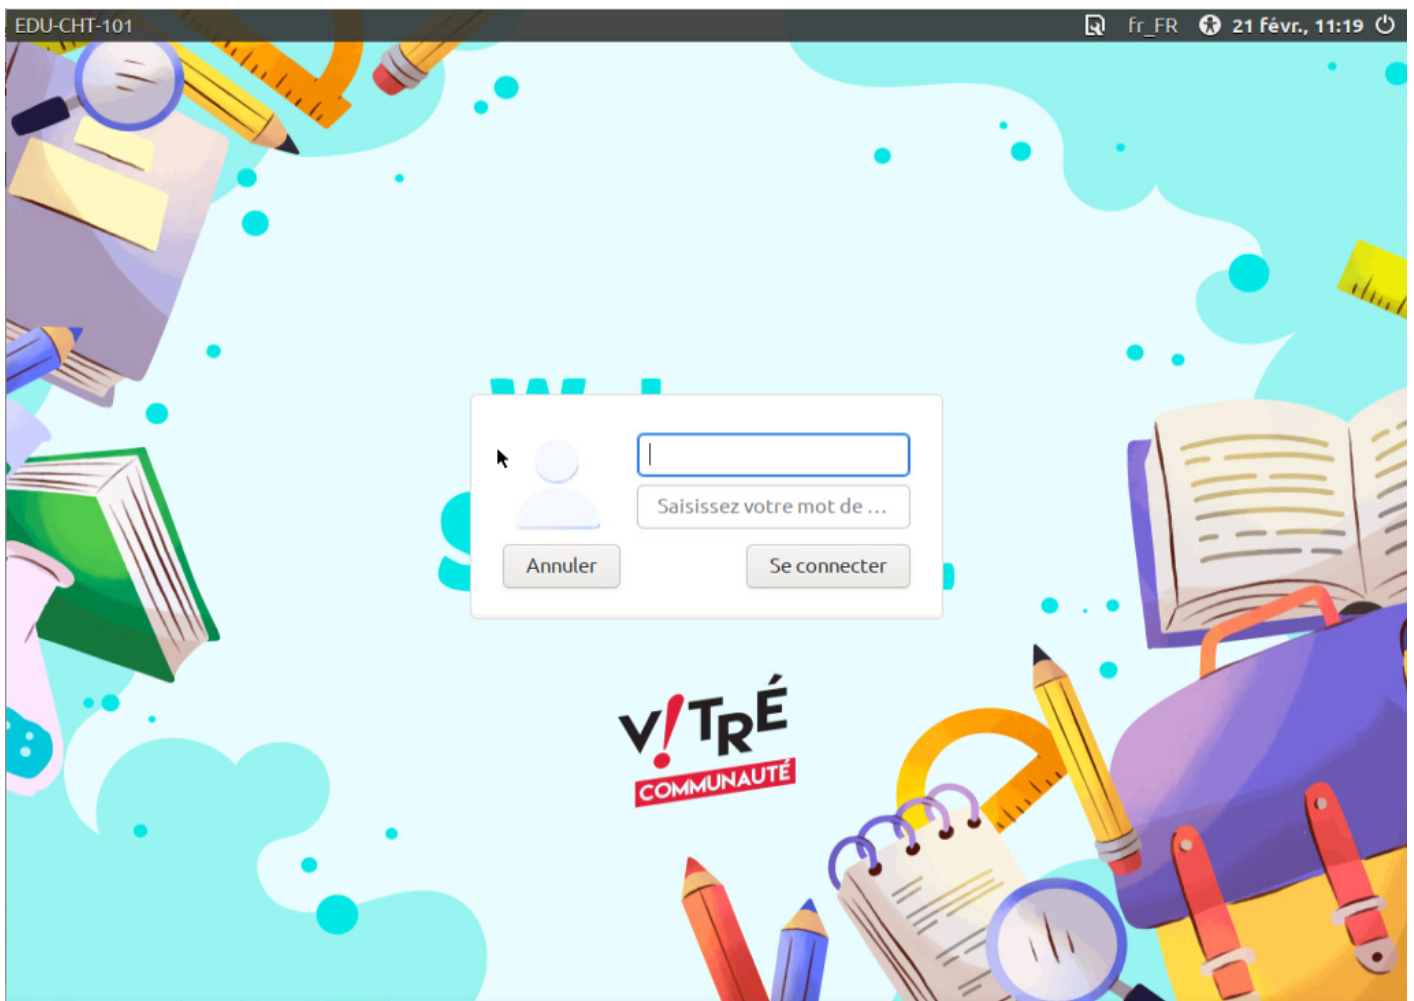 EDU-CHT-101 fr_FR 21 févr., 11:19
Saisissez votre mot de ...
Annuler Se connecter
V!TRÉ
COMMUNAUTÉ